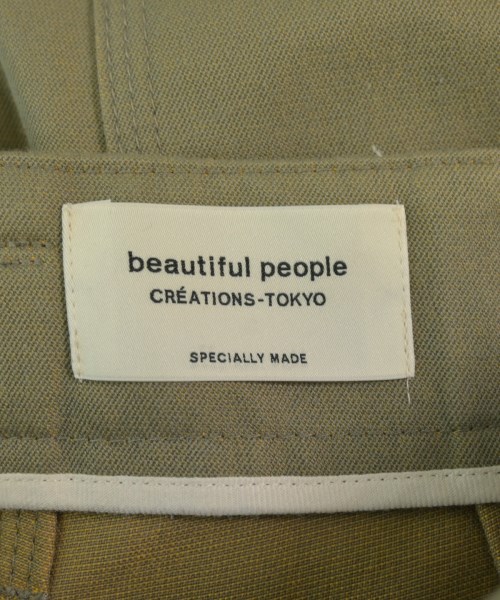 beautiful people
CRÉATIONS-TOKYO
SPECIALLY MADE